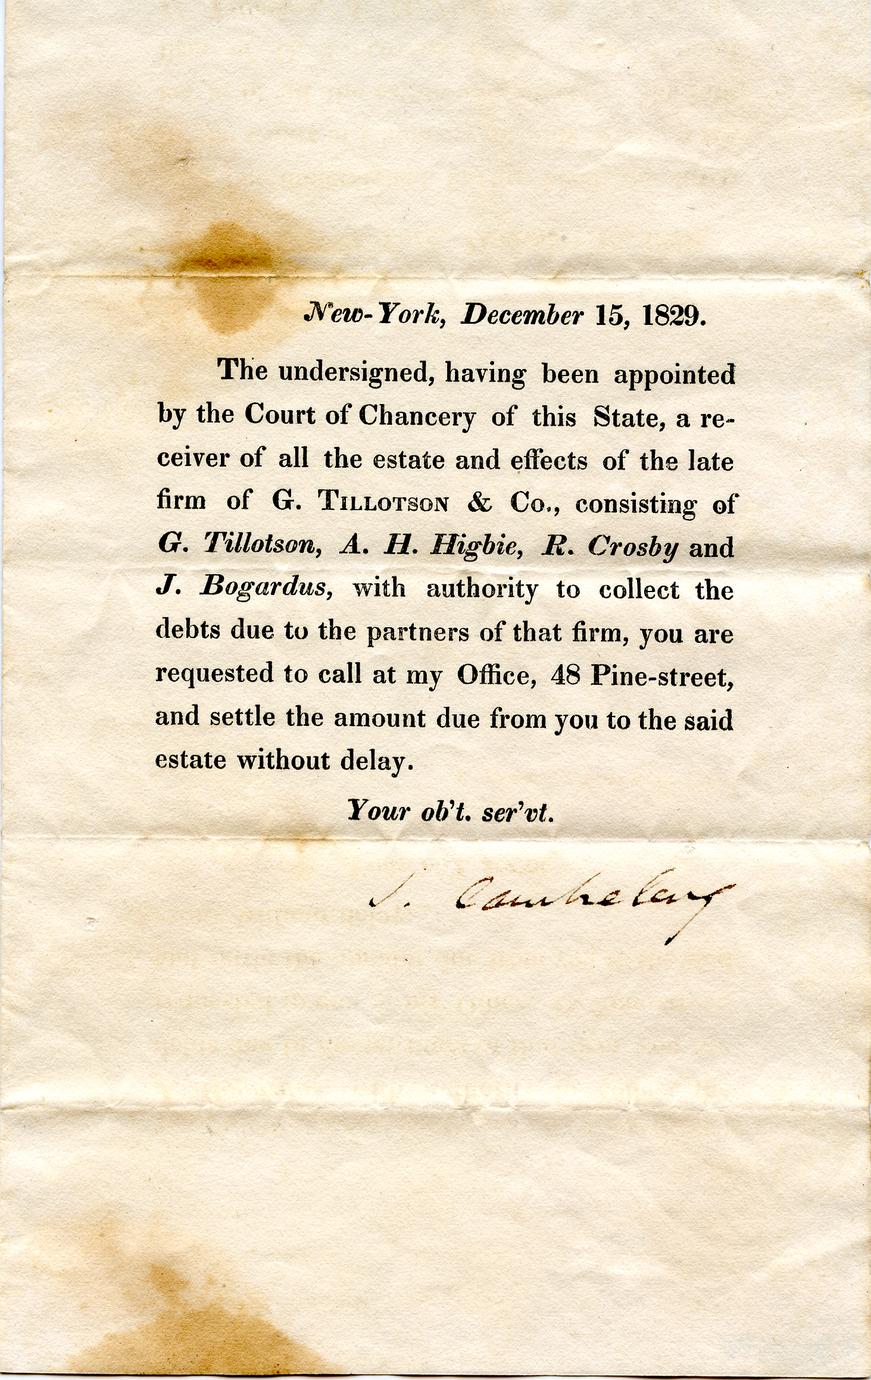 New-York, December 15, 1829.
The undersigned, having been appointed
by the Court of Chancery of this State, a re-
ceiver of all the estate and effects of the late
firm of G. Tillotson & Co., consisting of
G. Tillotson, A. H. Higbie, R. Crosby and
J. Bogardus, with authority to collect the
debts due to the partners of that firm, you are
requested to call at my Office, 48 Pine-street,
and settle the amount due from you to the said
estate without delay.
Your ob't. ser'vt.
S. Cambreleng